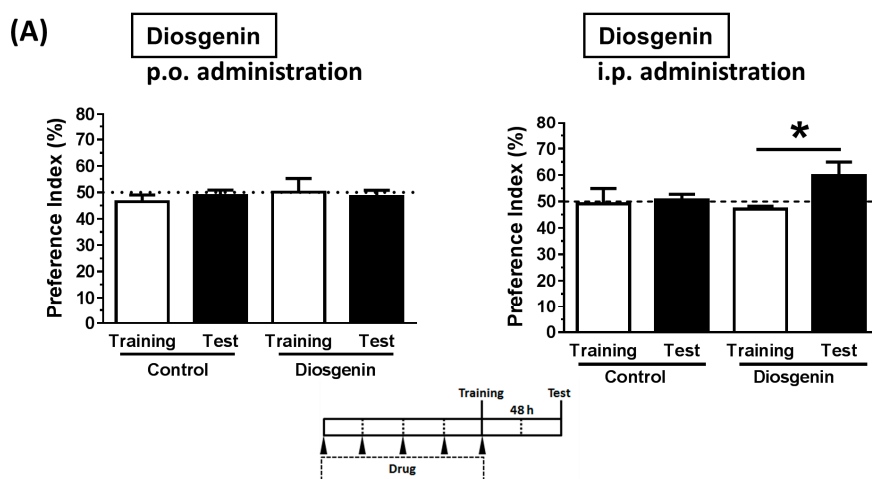 (A)
Diosgenin
p.o. administration
Preference Index (%)
80
70
60
50
40
30
20
10
0
Training Test Training Test
Control Diosgenin
Diosgenin
i.p. administration
Preference Index (%)
80
70
60
50
40
30
20
10
0
*
Training Test Training Test
Control Diosgenin
Training Test
48 h
Drug